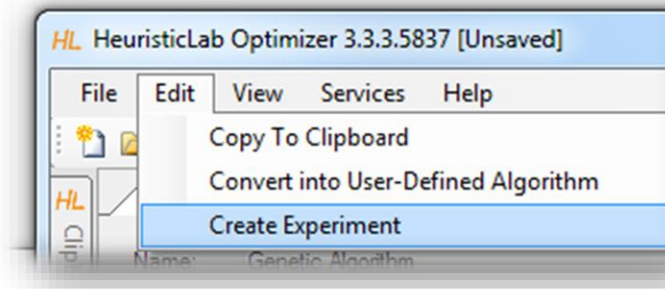 HL HeuristicLab Optimizer 3.3.3.5837 [Unsaved]
File Edit View Services Help
Copy To Clipboard
Convert into User-Defined Algorithm
HL
Create Experiment
Clip
Name: Genetic Algorithm